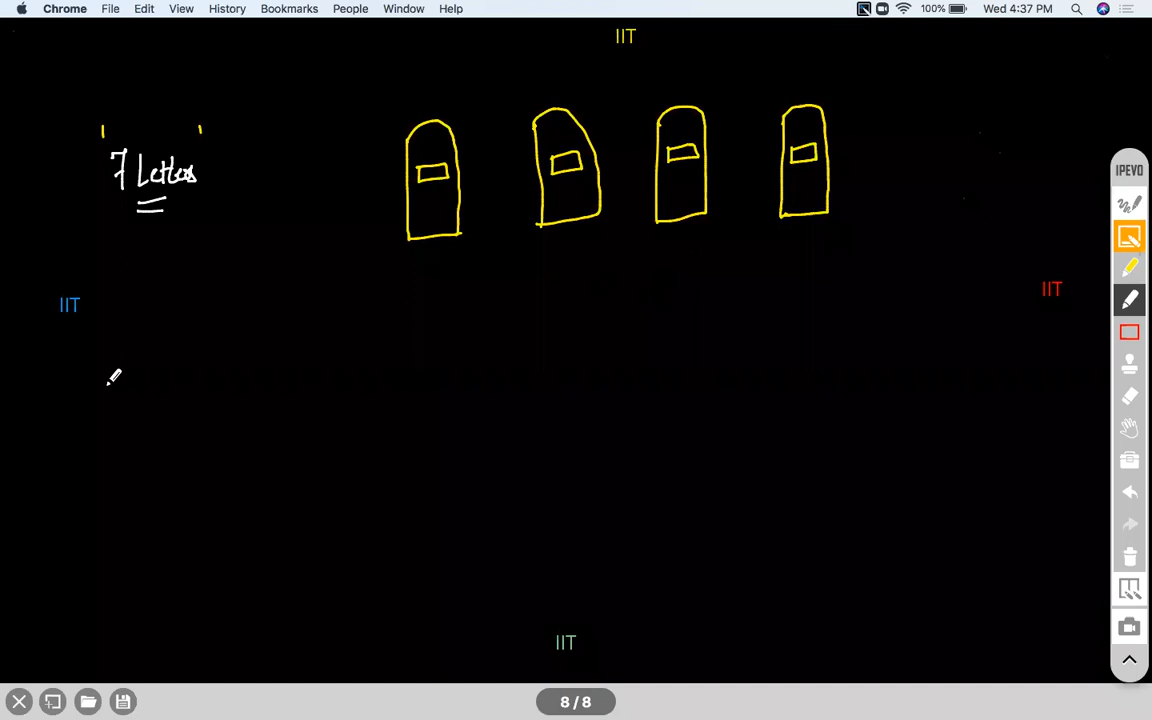 Chrome File Edit View History Bookmarks People Window Help 100% Wed 4:37 PM
IIT
7 Letters
IPEVO
IIT
IIT
IIT
8 / 8